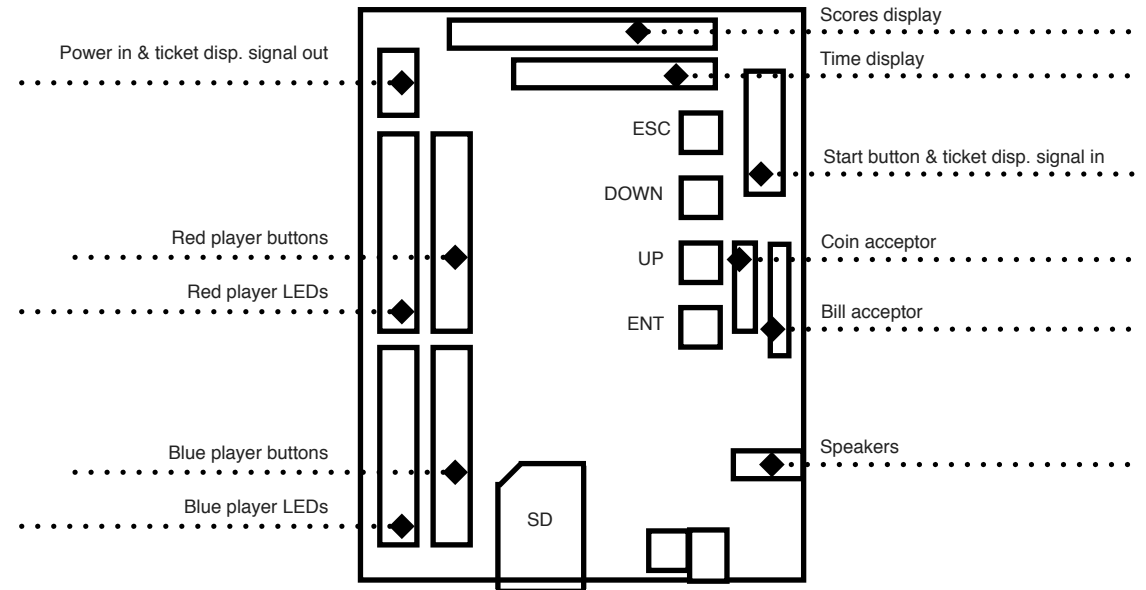 Scores display
Power in & ticket disp. signal out
Time display
ESC
Start button & ticket disp. signal in
DOWN
Red player buttons
Coin acceptor
UP
Red player LEDs
Bill acceptor
ENT
Blue player buttons
Speakers
Blue player LEDs
SD